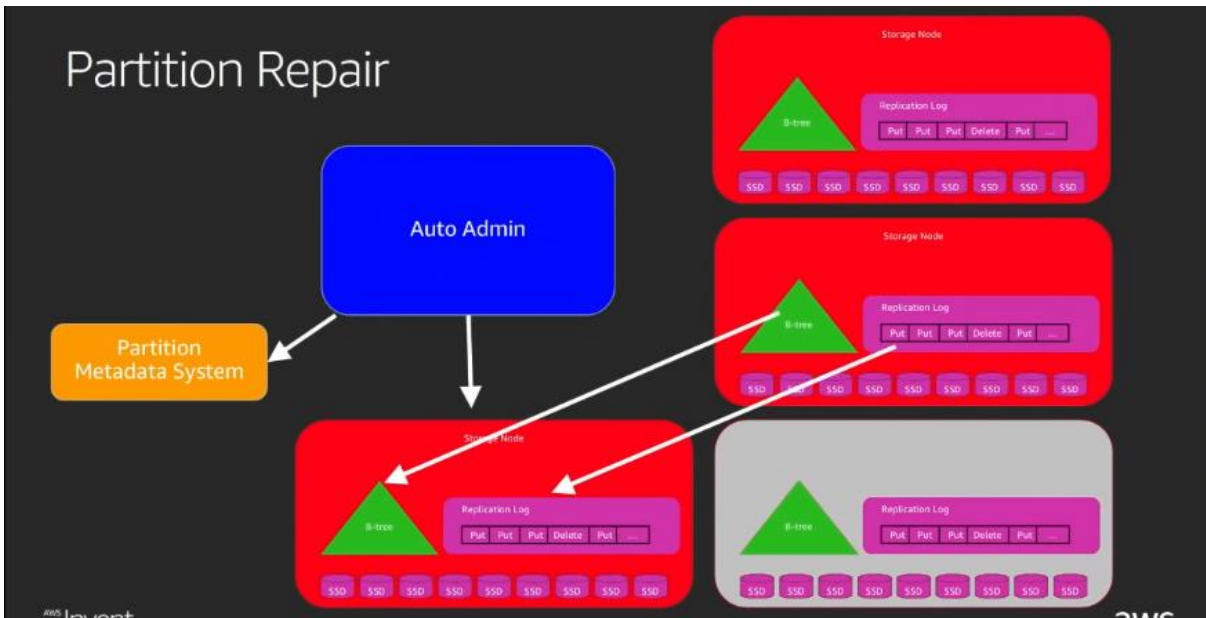 Partition Repair
Auto Admin
Partition
Metadata System
Storage Node
B-tree
Replication Log
Put Put Put Delete Put ....
SSD SSD SSD SSD SSD SSD SSD SSD SSD
Storage Node
B-tree
Replication Log
Put Put Put Delete Put ....
SSD SSD SSD SSD SSD SSD SSD SSD SSD
Storage Node
B-tree
Replication Log
Put Put Put Delete Put ....
SSD SSD SSD SSD SSD SSD SSD SSD SSD
B-tree
Replication Log
Put Put Put Delete Put ....
SSD SSD SSD SSD SSD SSD SSD SSD SSD
AWS
Invent
aws